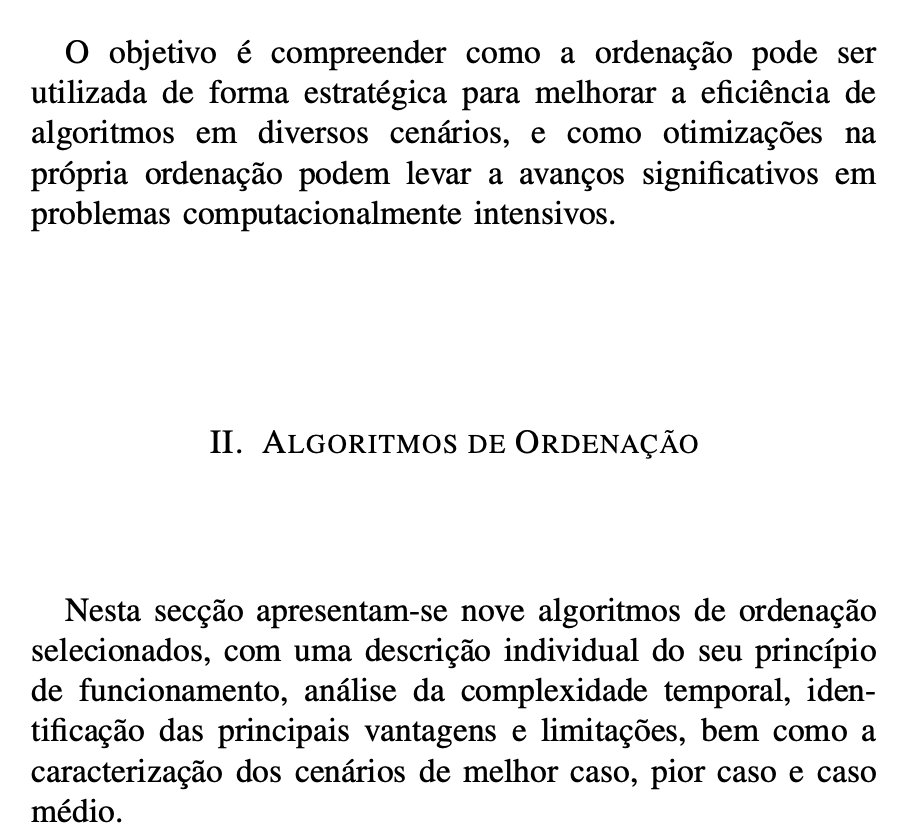 O objetivo é compreender como a ordenação pode ser
utilizada de forma estratégica para melhorar a eficiência de
algoritmos em diversos cenários, e como otimizações na
própria ordenação podem levar a avanços significativos em
problemas computacionalmente intensivos.
II. ALGORITMOS DE ORDENAÇÃO
Nesta secção apresentam-se nove algoritmos de ordenação
selecionados, com uma descrição individual do seu princípio
de funcionamento, análise da complexidade temporal, iden-
tificação das principais vantagens e limitações, bem como a
caracterização dos cenários de melhor caso, pior caso e caso
médio.